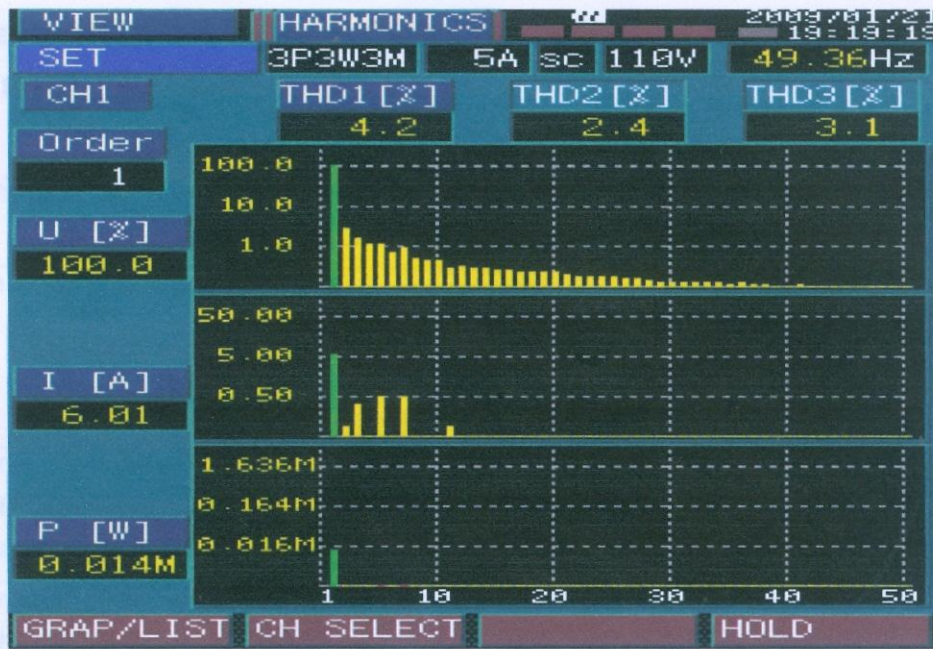 VIEW HARMONICS 2009/01/21
19:19:19
SET 3P3W3M 5A SC 110V 49.36Hz
CH1 THD1[%] THD2[%] THD3[%]
4.2 2.4 3.1
Order
1
100.0
10.0
1.0
U [%]
100.0
50.00
5.00
0.50
I [A]
6.01
1.636M
0.164M
0.016M
P [W]
0.014M
1 10 20 30 40 50
GRAP/LIST CH SELECT HOLD